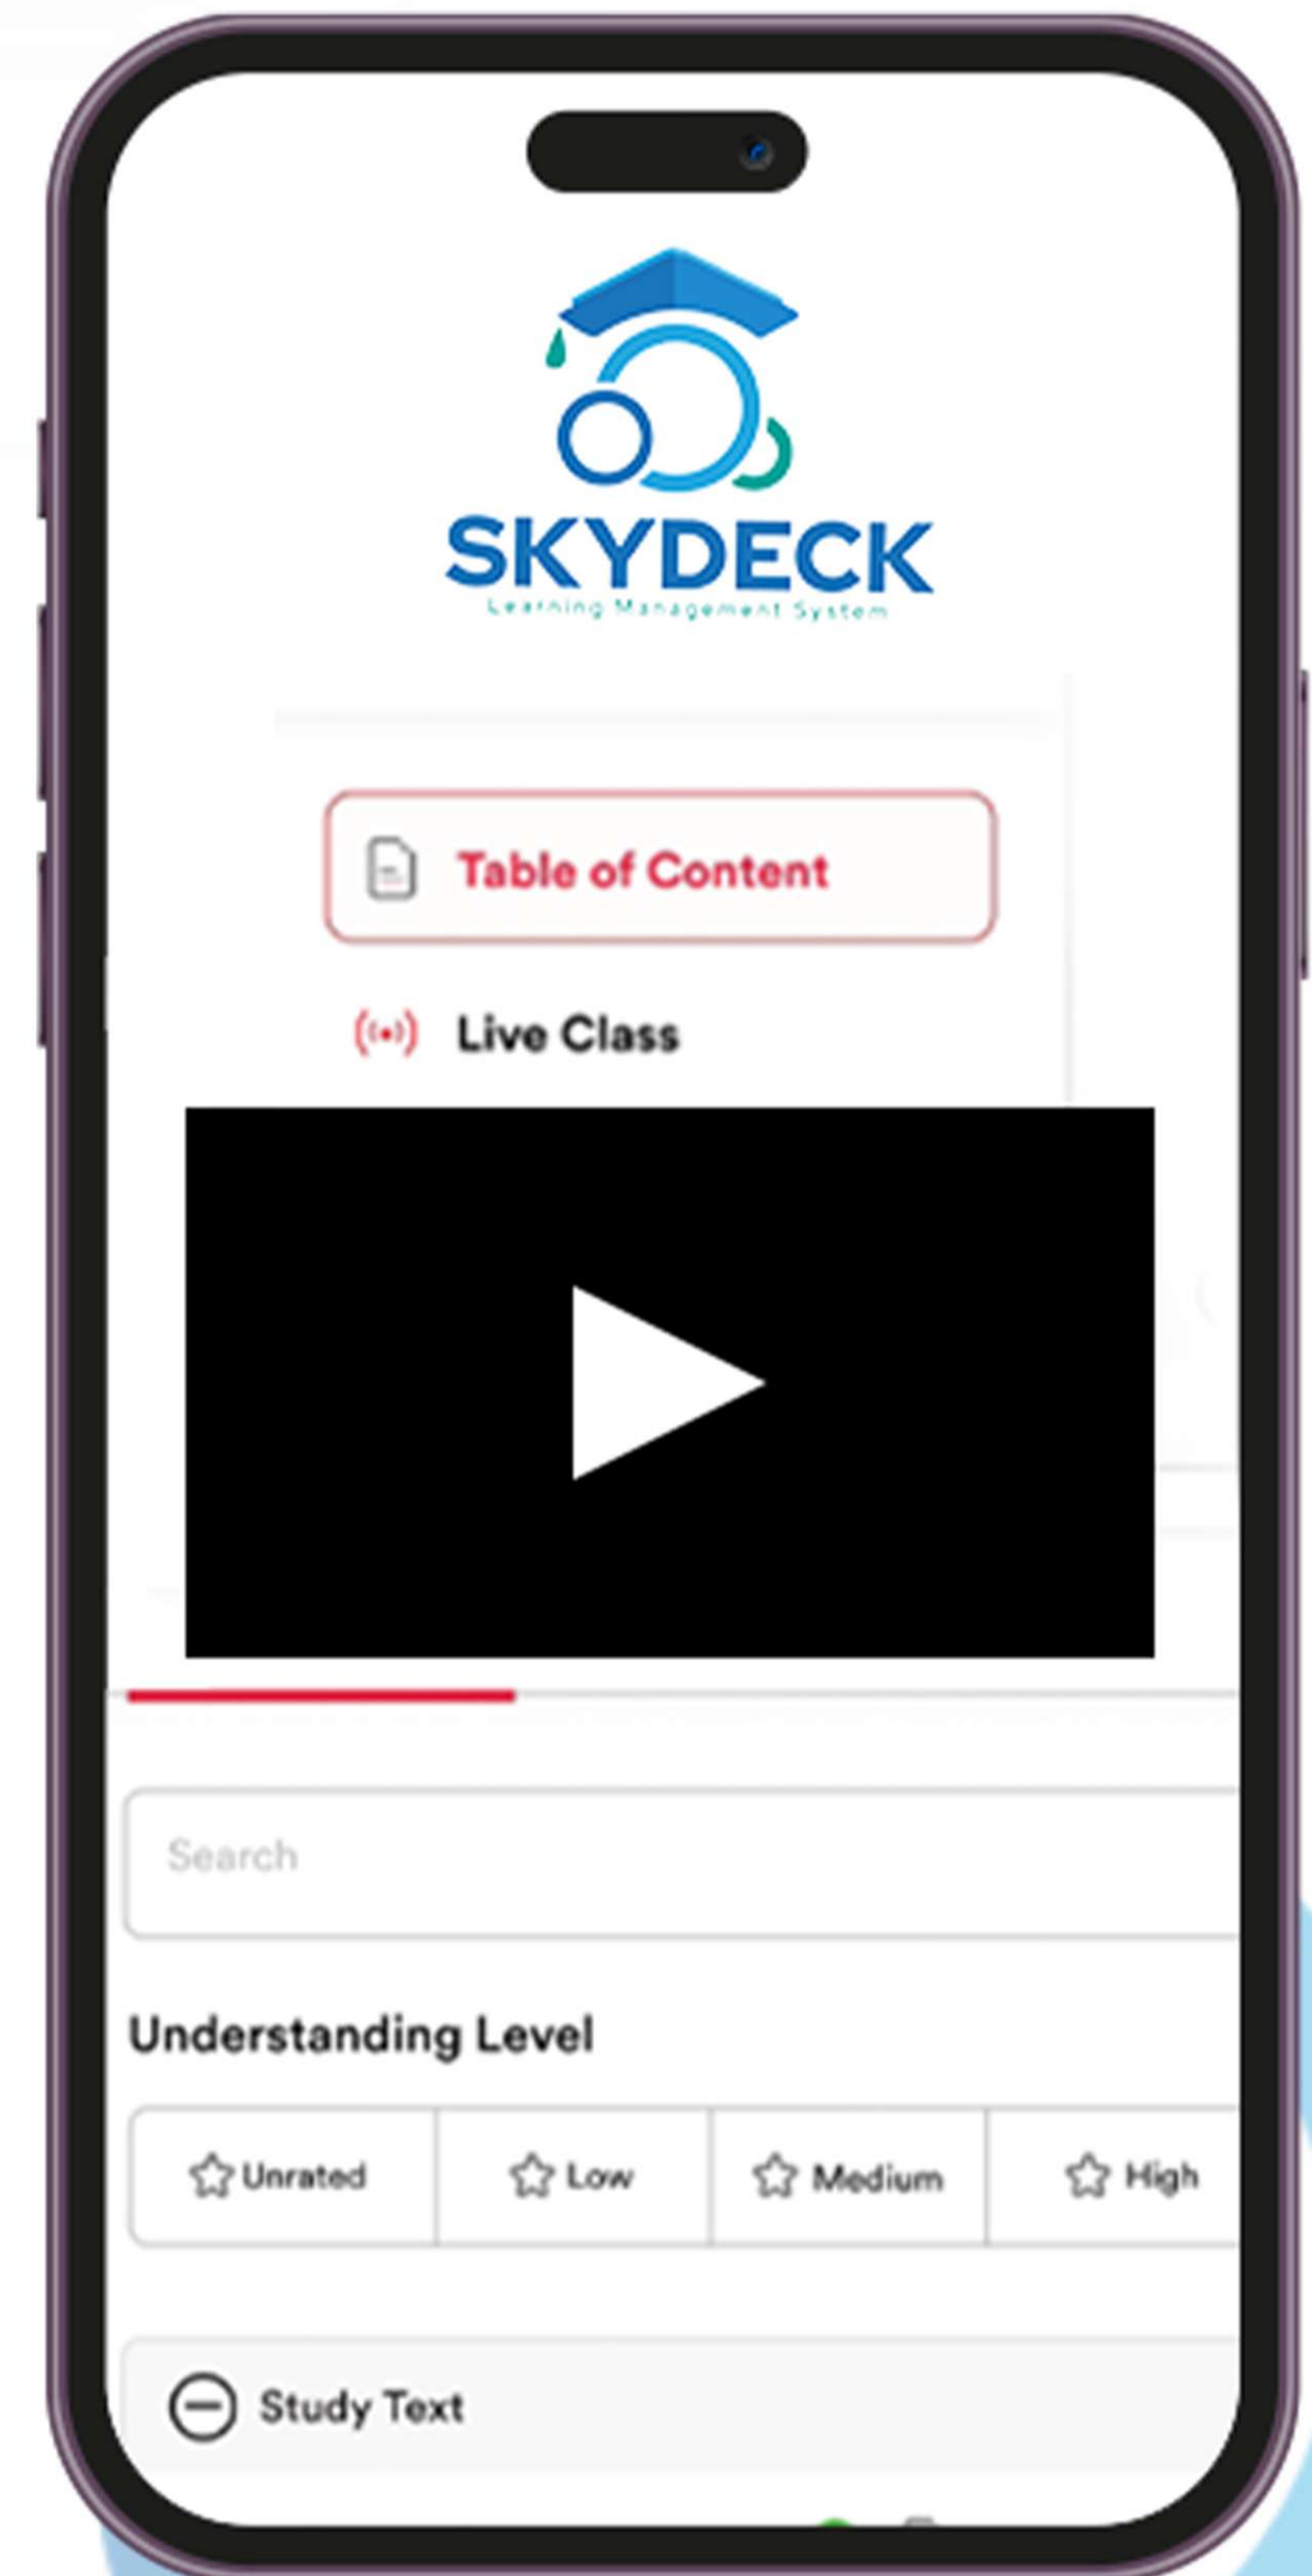 SKYDECK
Learning Management System
Table of Content
Live Class
Search
Understanding Level
Unrated
Low
Medium
High
Study Text